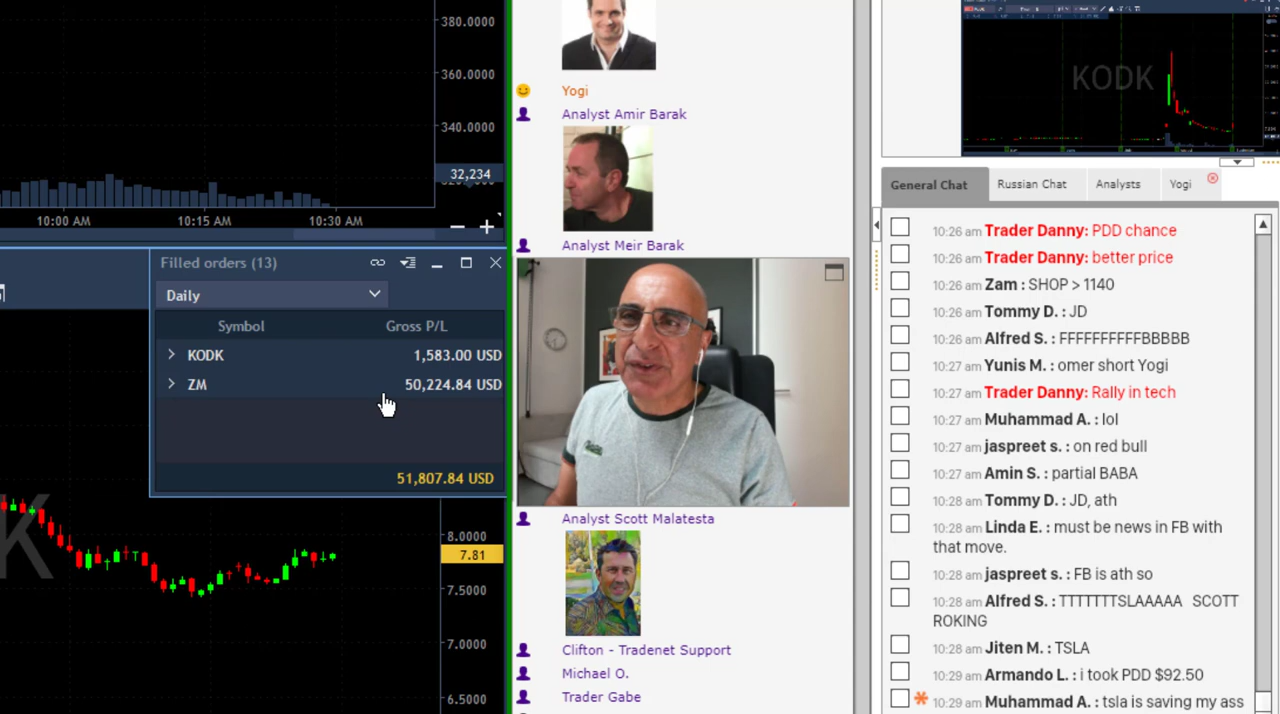 380.0000
360.0000
340.0000
32,234
10:00 AM
10:15 AM
10:30 AM
Filled orders (13)
Daily
Symbol
Gross P/L
KODK
1,583.00 USD
ZM
50,224.84 USD
51,807.84 USD
K
8.0000
7.81
7.5000
7.0000
6.5000
Yogi
Analyst Amir Barak
Analyst Meir Barak
Analyst Scott Malatesta
Clifton - Tradenet Support
Michael O.
Trader Gabe
KODK
General Chat
Russian Chat
Analysts
Yogi
10:26 am Trader Danny: PDD chance
10:26 am Trader Danny: better price
10:26 am Zam : SHOP > 1140
10:26 am Tommy D. : JD
10:26 am Alfred S. : FFFFFFFFFFBBBBB
10:27 am Yunis M. : omer short Yogi
10:27 am Trader Danny: Rally in tech
10:27 am Muhammad A. : lol
10:27 am jaspreet s. : on red bull
10:27 am Amin S. : partial BABA
10:28 am Tommy D. : JD, ath
10:28 am Linda E. : must be news in FB with
that move.
10:28 am jaspreet s. : FB is ath so
10:28 am Alfred S. : TTTTTTTSLAAAAA SCOTT
ROKING
10:28 am Jiten M. : TSLA
10:29 am Armando L. : i took PDD $92.50
10:29 am Muhammad A. : tsla is saving my ass